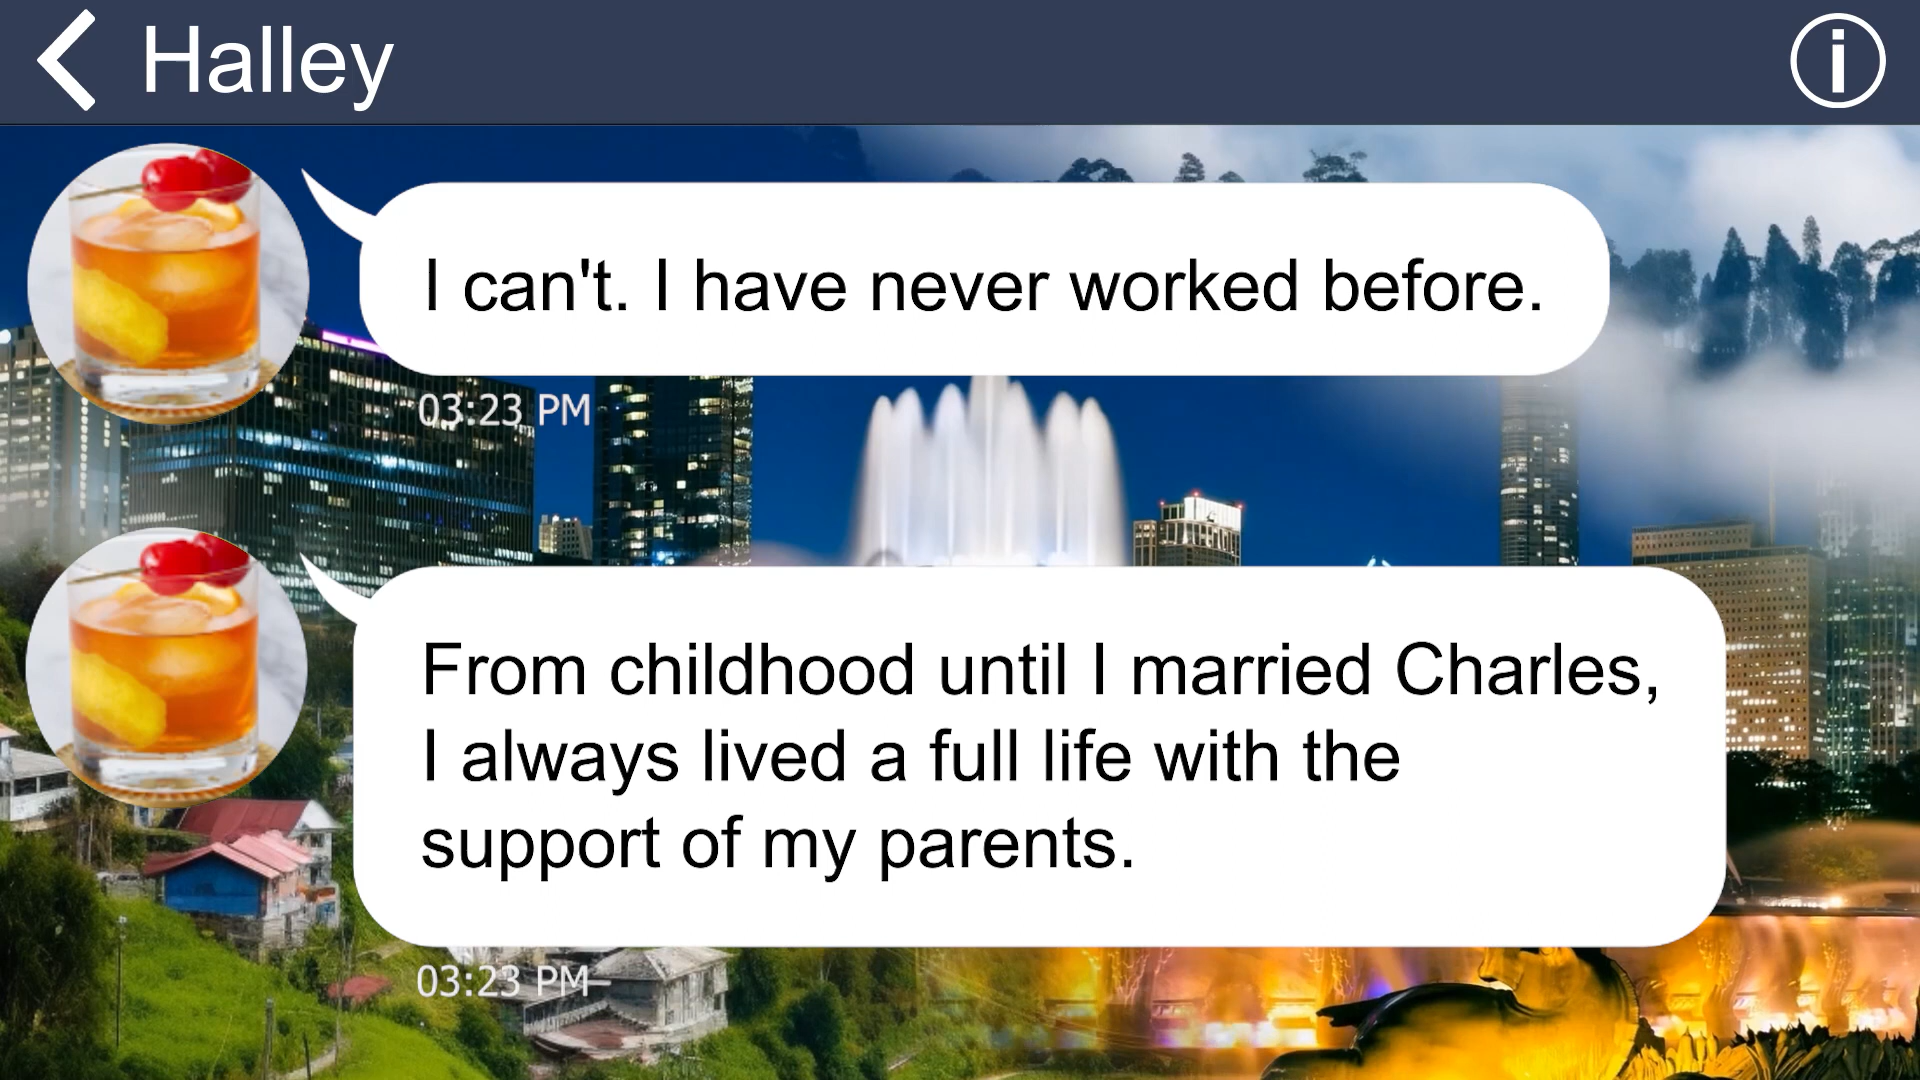 Halley
I can't. I have never worked before.
03:23 PM
From childhood until I married Charles,
I always lived a full life with the
support of my parents.
03:23 PM